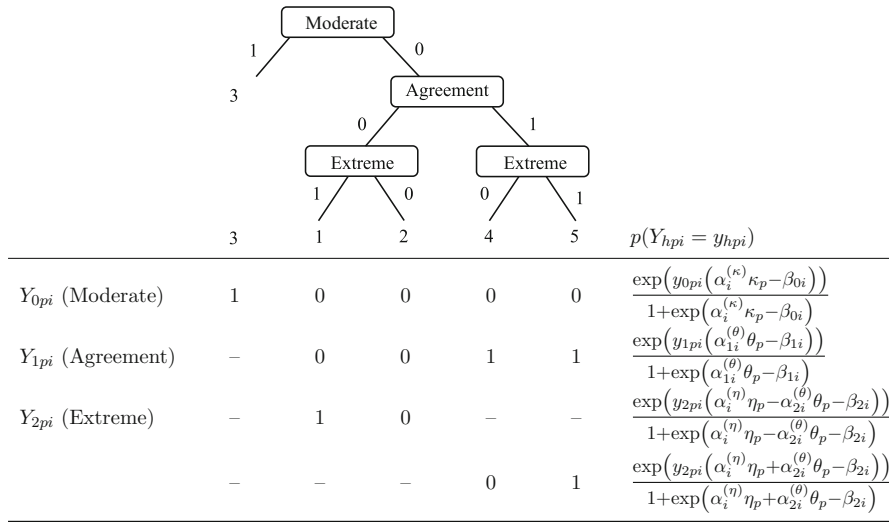 Moderate
1 0
3 Agreement
0 1
Extreme Extreme
1 0 0 1
3 1 2 4 5 p(Y_{hpi} = y_{hpi})
Y_{0pi} (Moderate) 1 0 0 0 0 \frac{\exp(y_{0pi}(α_i^{(κ)}κ_p−β_{0i}))}{1+\exp(α_i^{(κ)}κ_p−β_{0i})}
Y_{1pi} (Agreement) – 0 0 1 1 \frac{\exp(y_{1pi}(α_{1i}^{(θ)}θ_p−β_{1i}))}{1+\exp(α_{1i}^{(θ)}θ_p−β_{1i})}
Y_{2pi} (Extreme) – 1 0 – – \frac{\exp(y_{2pi}(α_i^{(η)}η_p−α_{2i}^{(θ)}θ_p−β_{2i}))}{1+\exp(α_i^{(η)}η_p−α_{2i}^{(θ)}θ_p−β_{2i})}
– – – 0 1 \frac{\exp(y_{2pi}(α_i^{(η)}η_p+α_{2i}^{(θ)}θ_p−β_{2i}))}{1+\exp(α_i^{(η)}η_p+α_{2i}^{(θ)}θ_p−β_{2i})}